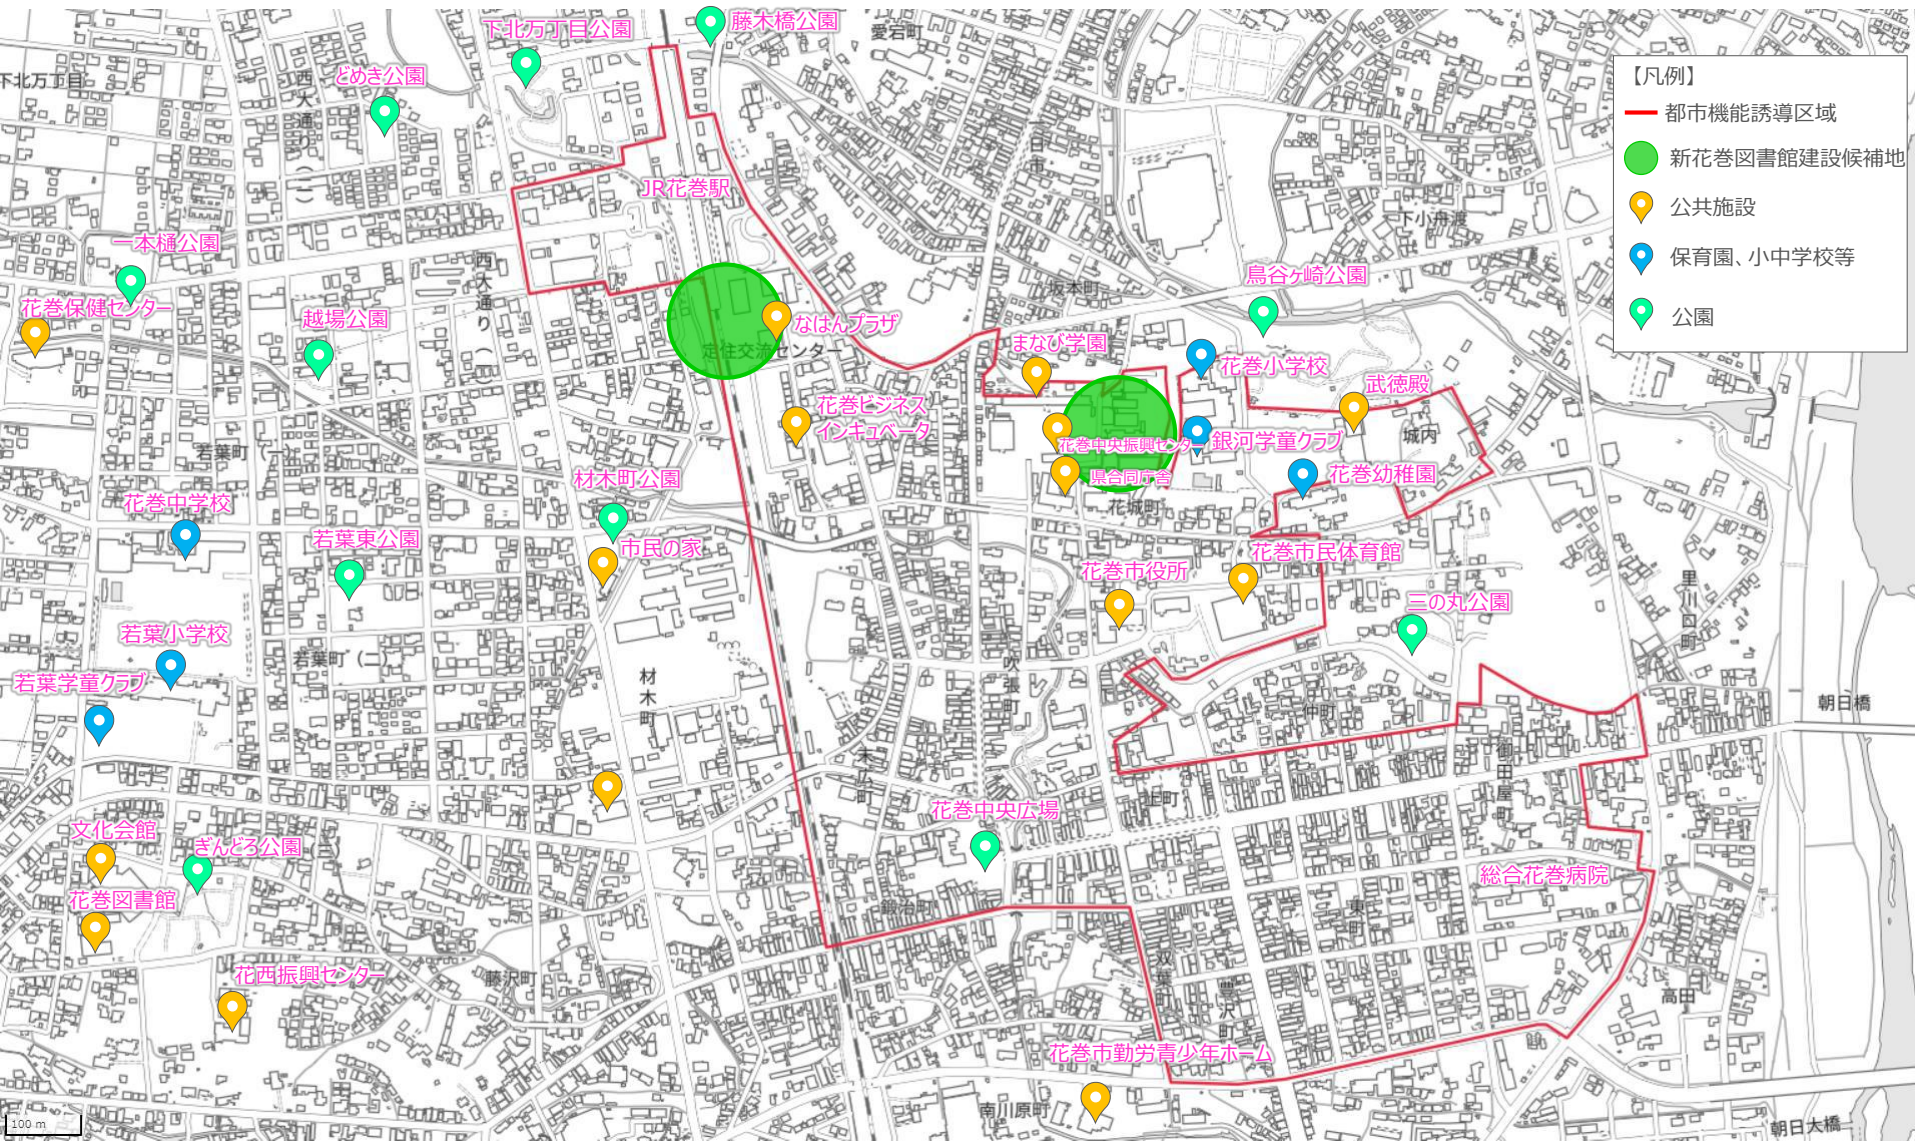 藤木橋公園
愛宕町
下北万丁目公園
どめき公園
下北万丁目
西大通り(二)
【凡例】
都市機能誘導区域
新花巻図書館建設候補地
公共施設
保育園、小中学校等
公園
JR花巻駅
下小舟渡
一本樋公園
花巻保健センター
越場公園
西大通り(一)
坂本町
鳥谷ヶ崎公園
なはんプラザ
定住交流センター
まなび学園
花巻小学校
武徳殿
花巻ビジネス
インキュベータ
花巻中央振興センター
銀河学童クラブ
城内
若葉町(一)
材木町公園
県合同庁舎
花巻幼稚園
花城町
花巻中学校
若葉東公園
市民の家
花巻市民体育館
花巻市役所
三の丸公園
里川口町
若葉小学校
若葉町(二)
若葉学童クラブ
材木町
吹張町
仲町
朝日橋
末広町
御田屋町
上町
花巻中央広場
文化会館
ぎんどろ公園
総合花巻病院
花巻図書館
鍛治町
東町
花西振興センター
藤沢町
双葉町
豊沢町
高田
花巻市勤労青少年ホーム
南川原町
朝日大橋
100 m